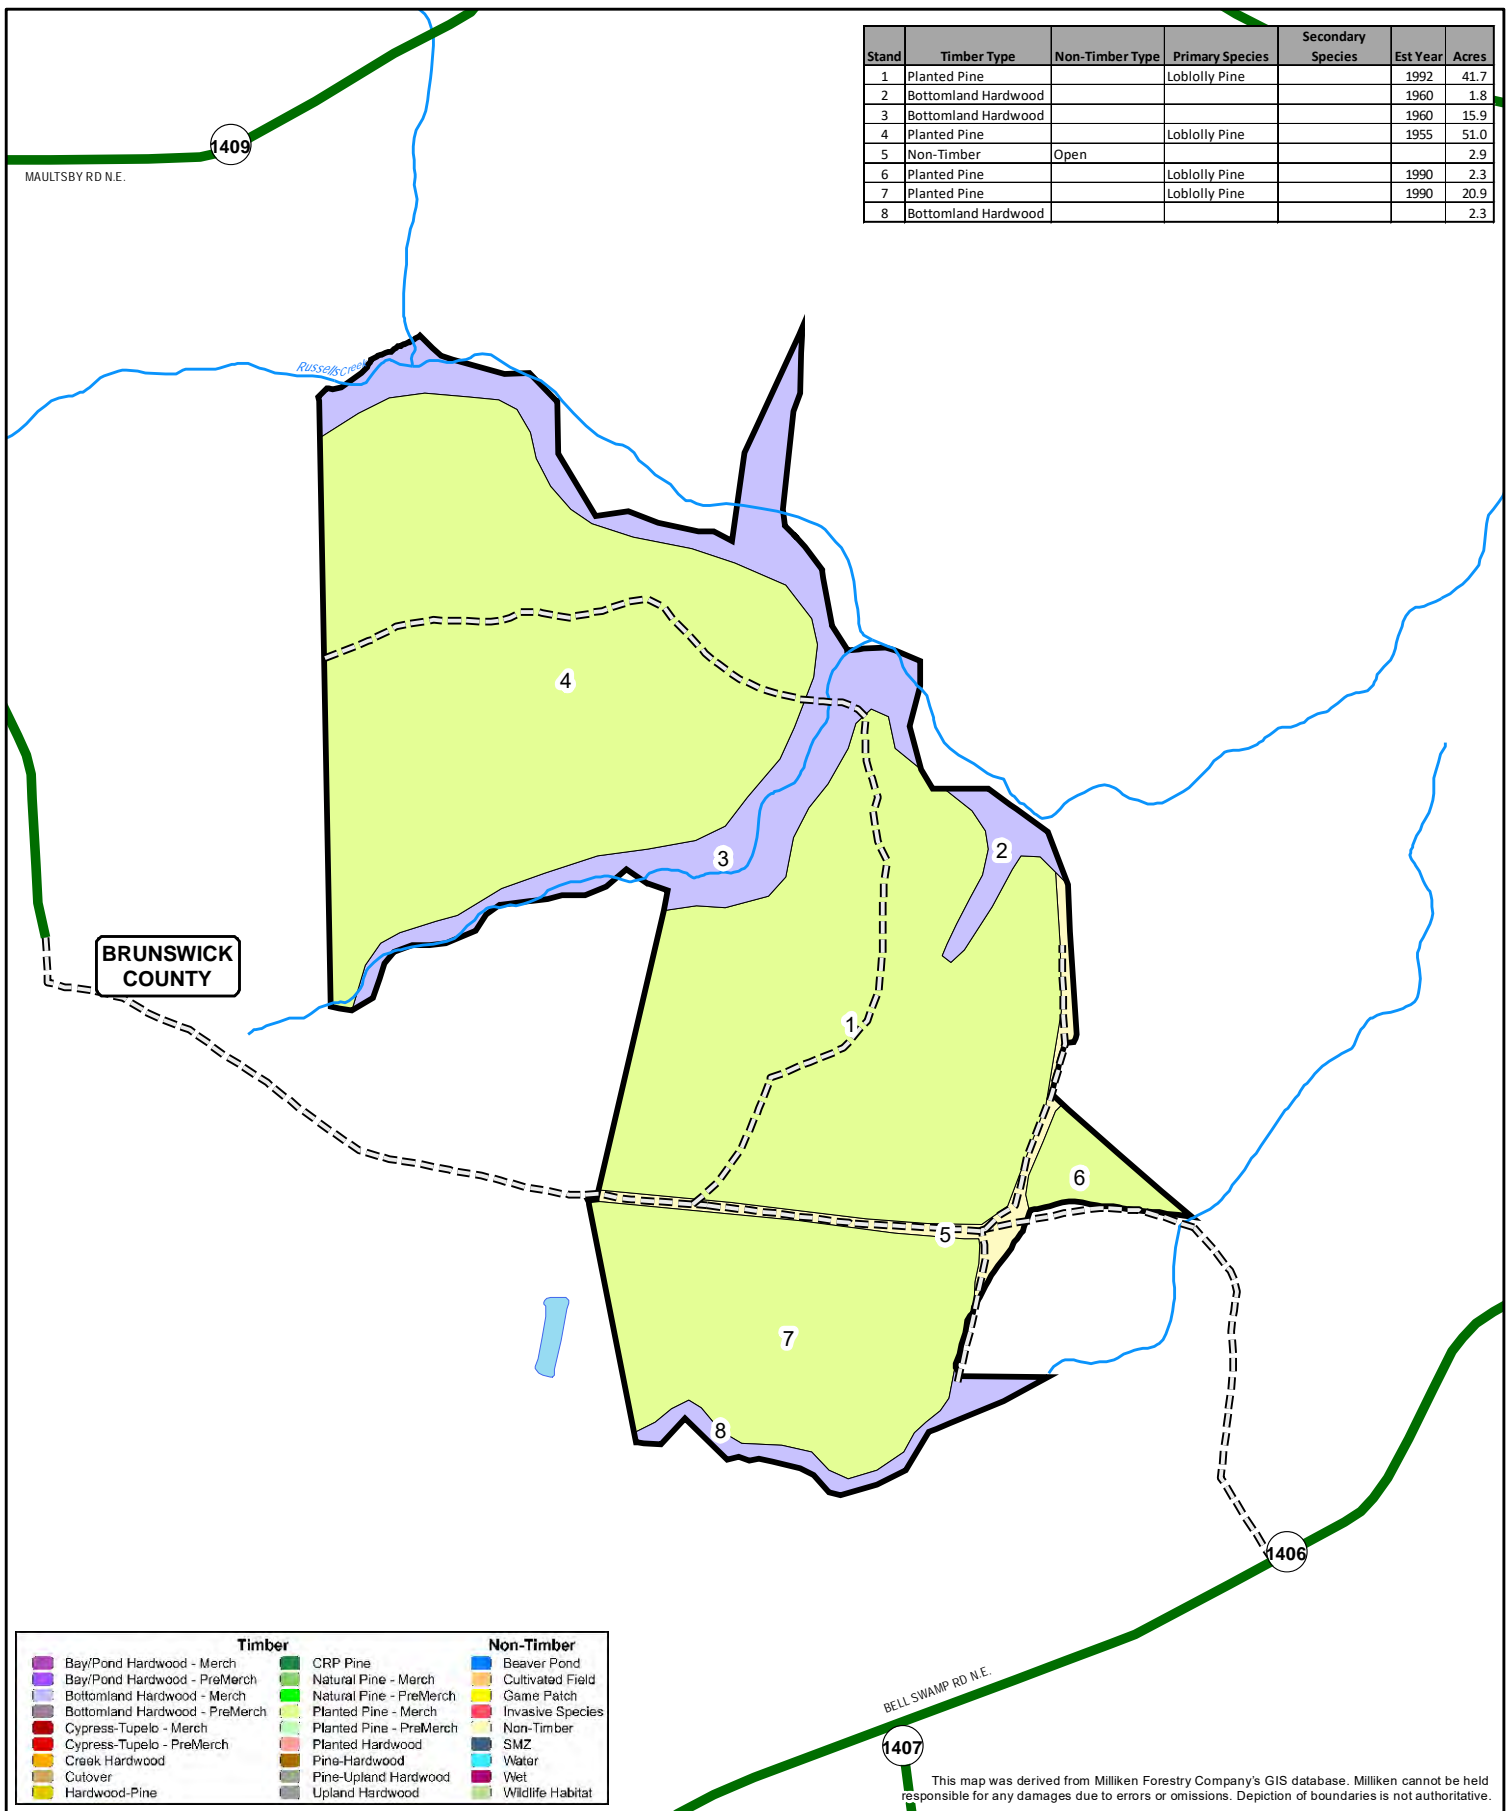 Stand Timber Type Non-Timber Type Primary Species Secondary Species Est Year Acres
1 Planted Pine Loblolly Pine 1992 41.7
2 Bottomland Hardwood 1960 1.8
3 Bottomland Hardwood 1960 15.9
4 Planted Pine Loblolly Pine 1955 51.0
5 Non-Timber Open 2.9
6 Planted Pine Loblolly Pine 1990 2.3
7 Planted Pine Loblolly Pine 1990 20.9
8 Bottomland Hardwood 2.3
1409
MAULTSBY RD N.E.
Russells Creek
4
3
2
BRUNSWICK
COUNTY
1
6
5
7
8
1406
BELL SWAMP RD N.E.
1407
Timber Non-Timber
Bay/Pond Hardwood - Merch CRP Pine Beaver Pond
Bay/Pond Hardwood - PreMerch Natural Pine - Merch Cultivated Field
Bottomland Hardwood - Merch Natural Pine - PreMerch Game Patch
Bottomland Hardwood - PreMerch Planted Pine - Merch Invasive Species
Cypress-Tupelo - Merch Planted Pine - PreMerch Non-Timber
Cypress-Tupelo - PreMerch Planted Hardwood SMZ
Creek Hardwood Pine-Hardwood Water
Cutover Pine-Upland Hardwood Wet
Hardwood-Pine Upland Hardwood Wildlife Habitat
This map was derived from Milliken Forestry Company's GIS database. Milliken cannot be held
responsible for any damages due to errors or omissions. Depiction of boundaries is not authoritative.